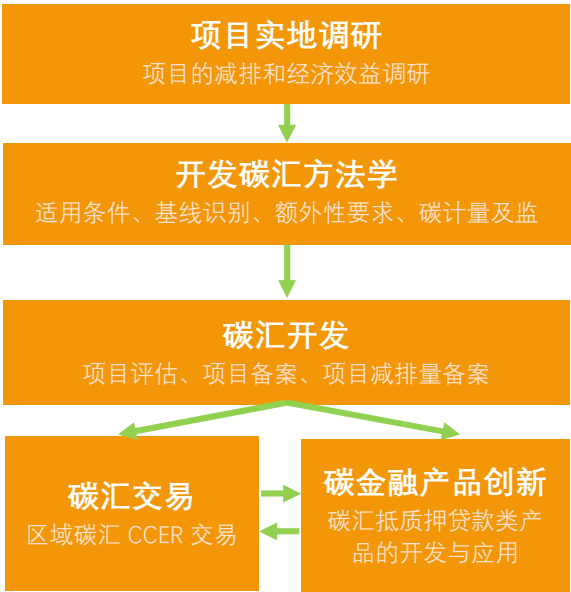 项目实地调研
项目的减排和经济效益调研
开发碳汇方法学
适用条件、基线识别、额外性要求、碳计量及监
碳汇开发
项目评估、项目备案、项目减排量备案
碳汇交易
区域碳汇 CCER 交易
碳金融产品创新
碳汇抵质押贷款类产
品的开发与应用